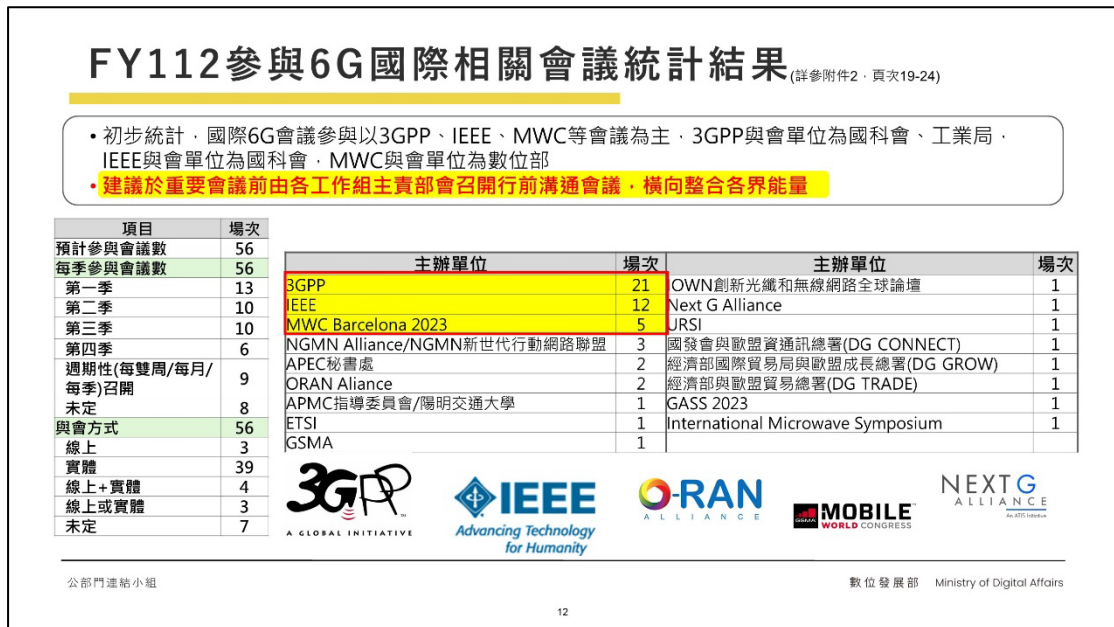 FY112參與6G國際相關會議統計結果(詳參附件2，頁次19-24)
• 初步統計，國際6G會議參與以3GPP、IEEE、MWC等會議為主，3GPP與會單位為國科會、工業局，
IEEE與會單位為國科會，MWC與會單位為數位部
• 建議於重要會議前由各工作組主責部會召開行前溝通會議，橫向整合各界能量
項目 場次
預計參與會議數 56
每季參與會議數 56
第一季 13
第二季 10
第三季 10
第四季 6
週期性(每雙周/每月/
每季)召開 9
未定 8
與會方式 56
線上 3
實體 39
線上+實體 4
線上或實體 3
未定 7
主辦單位 場次 主辦單位 場次
3GPP 21 IOWN創新光纖和無線網路全球論壇 1
IEEE 12 Next G Alliance 1
MWC Barcelona 2023 5 URSI 1
NGMN Alliance/NGMN新世代行動網路聯盟 3 國發會與歐盟資通訊總署(DG CONNECT) 1
APEC秘書處 2 經濟部國際貿易局與歐盟成長總署(DG GROW) 1
ORAN Aliance 2 經濟部與歐盟貿易總署(DG TRADE) 1
APMC指導委員會/陽明交通大學 1 GASS 2023 1
ETSI 1 International Microwave Symposium 1
GSMA 1
3GPP
A GLOBAL INITIATIVE
IEEE
Advancing Technology
for Humanity
O-RAN
ALLIANCE
GSMA MOBILE
WORLD CONGRESS
NEXT G
ALLIANCE
An ATIS Initiative
公部門連結小組
數位發展部 Ministry of Digital Affairs
12